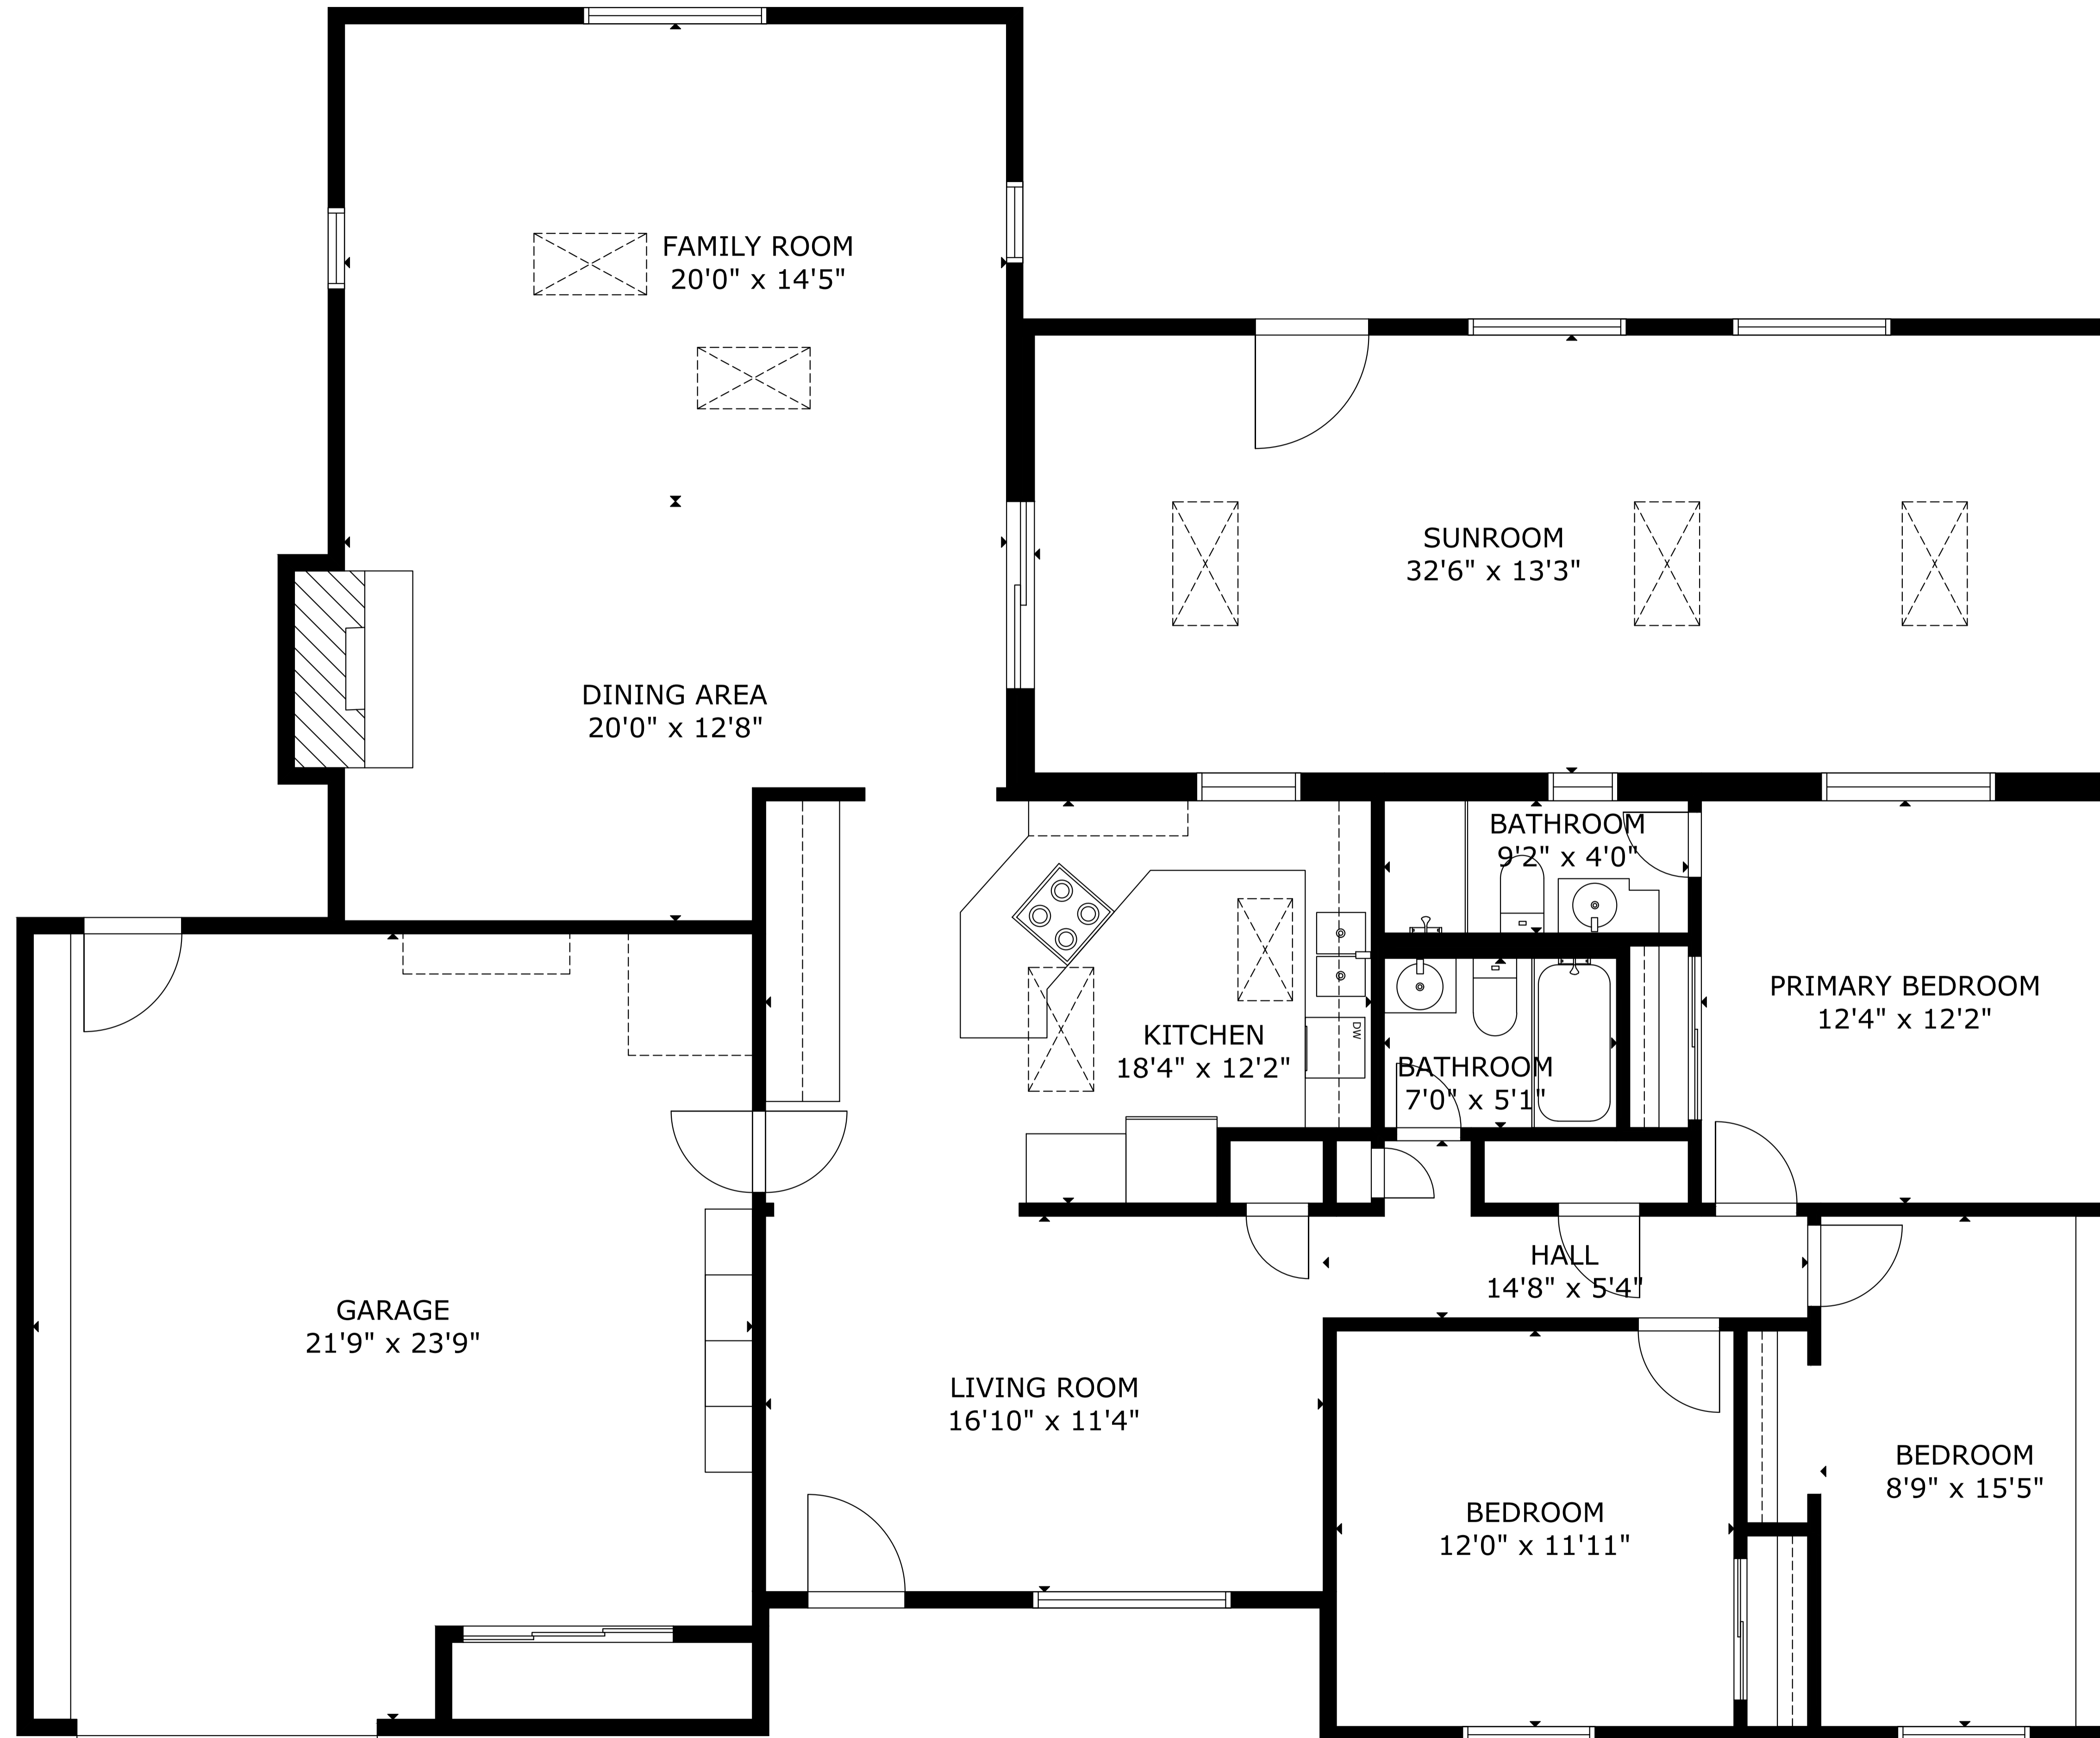 FAMILY ROOM
20'0" x 14'5"
SUNROOM
32'6" x 13'3"
DINING AREA
20'0" x 12'8"
BATHROOM
9'2" x 4'0"
PRIMARY BEDROOM
12'4" x 12'2"
KITCHEN
18'4" x 12'2"
DW
BATHROOM
7'0" x 5'1"
HALL
14'8" x 5'4"
GARAGE
21'9" x 23'9"
LIVING ROOM
16'10" x 11'4"
BEDROOM
8'9" x 15'5"
BEDROOM
12'0" x 11'11"